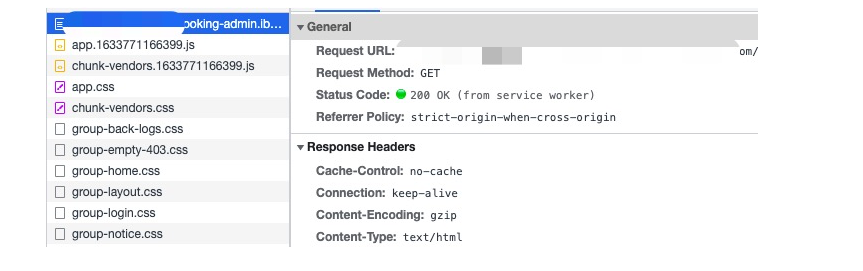 ooking-admin.ib...
app.1633771166399.js
chunk-vendors.1633771166399.js
app.css
chunk-vendors.css
group-back-logs.css
group-empty-403.css
group-home.css
group-layout.css
group-login.css
group-notice.css
General
Request URL: om/
Request Method: GET
Status Code: 200 OK (from service worker)
Referrer Policy: strict-origin-when-cross-origin
Response Headers
Cache-Control: no-cache
Connection: keep-alive
Content-Encoding: gzip
Content-Type: text/html